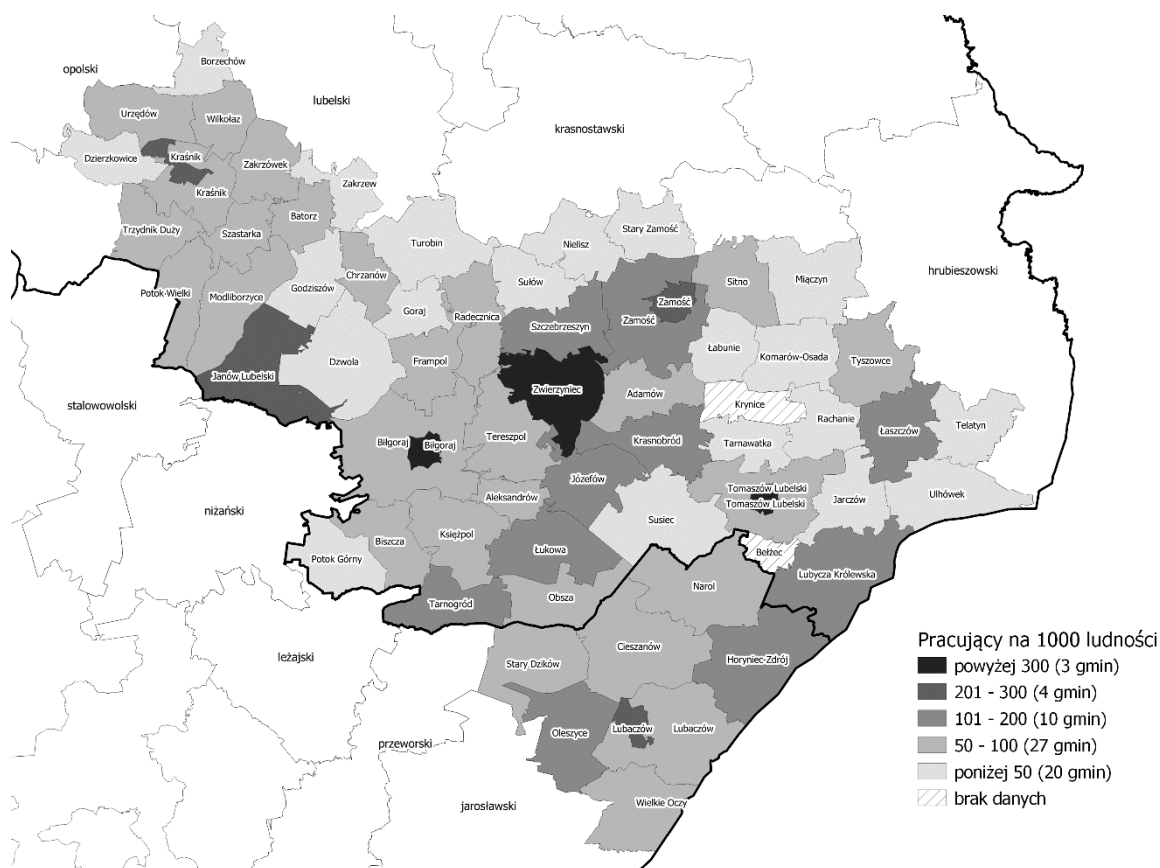 Borzechów
opolski
lubelski
Urzędów
Wilkołaz
krasnostawski
Dzierzkowice
Kraśnik
Zakrzówek
Zakrzew
Kraśnik
Batorz
Trzydnik Duży
Szastarka
Turobin
Nielisz
Stary Zamość
hrubieszowski
Chrzanów
Sułów
Sitno
Miączyn
Potok Wielki
Modliborzyce
Godziszów
Goraj
Radecznica
Zamość
Szczebrzeszyn
Zamość
Łabunie
Komarów-Osada
Tyszowce
Dzwola
Frampol
Janów Lubelski
Zwierzyniec
Adamów
stalowowolski
Krynice
Rachanie
Telatyn
Łaszczów
Biłgoraj
Biłgoraj
Tereszpol
Krasnobród
Tarnawatka
Józefów
Tomaszów Lubelski
Tomaszów Lubelski
Jarczów
Ulhówek
Aleksandrów
niżański
Susiec
Biszcza
Księżpol
Potok Górny
Łukowa
Bełżec
Lubycza Królewska
Narol
Obsza
Tarnogród
leżajski
Cieszanów
Horyniec-Zdrój
Stary Dzików
Oleszyce
Lubaczów
Lubaczów
przeworski
jarosławski
Wielkie Oczy
Pracujący na 1000 ludności
powyżej 300 (3 gmin)
201 - 300 (4 gmin)
101 - 200 (10 gmin)
50 - 100 (27 gmin)
poniżej 50 (20 gmin)
brak danych